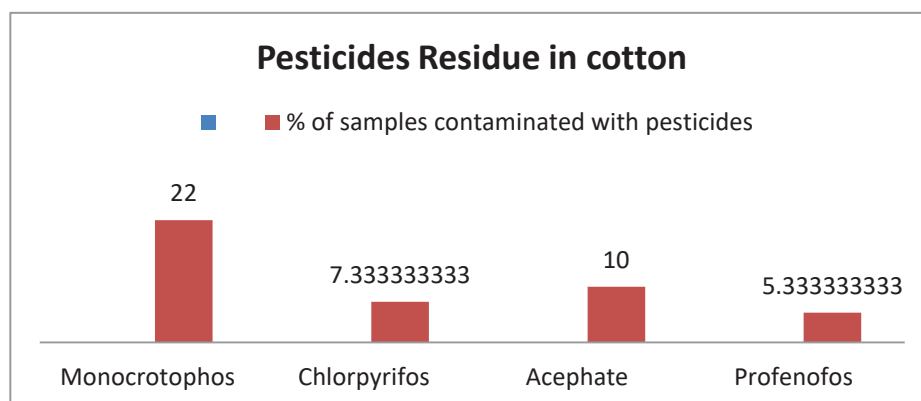 Pesticides Residue in cotton
% of samples contaminated with pesticides
22
7.333333333
10
5.333333333
Monocrotophos Chlorpyrifos Acephate Profenofos